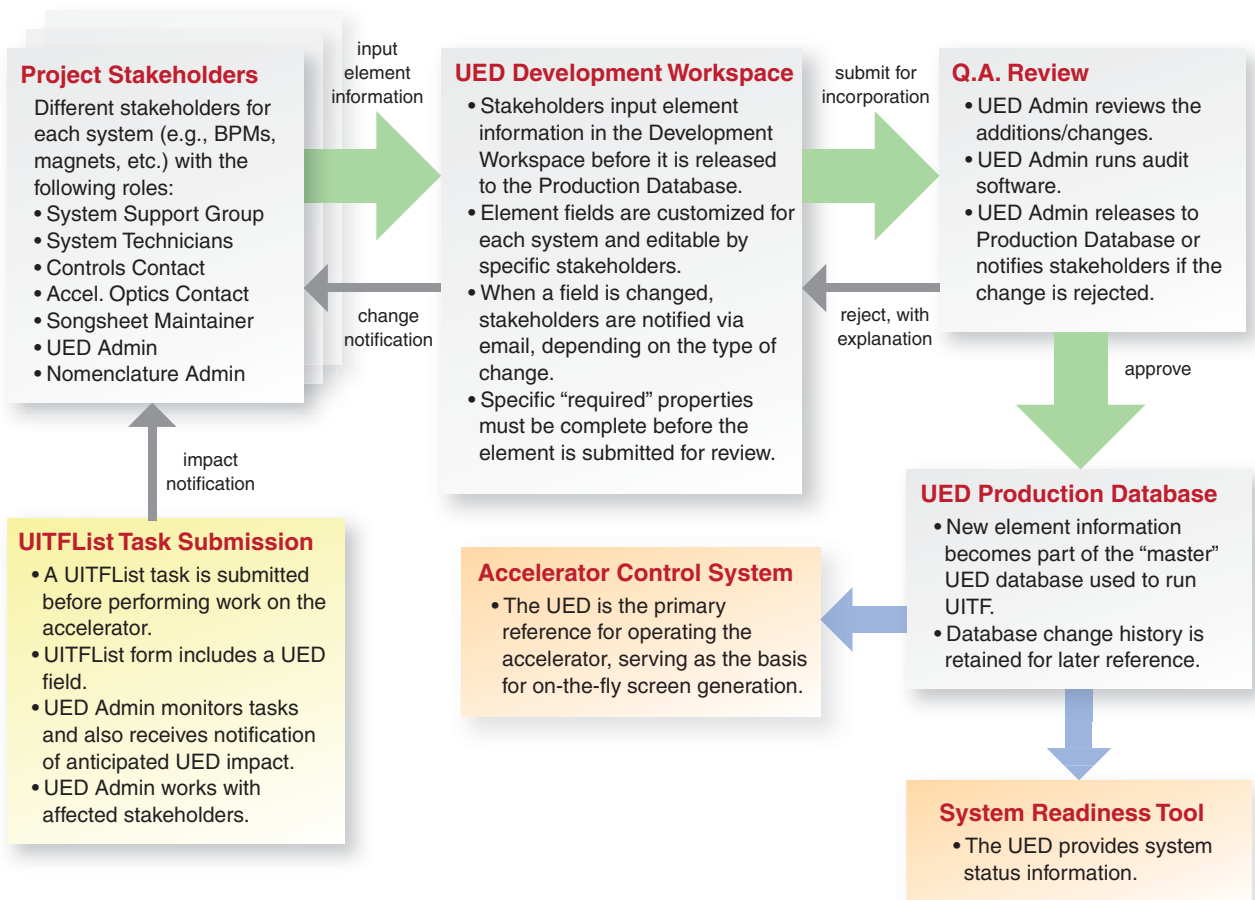 Project Stakeholders
Different stakeholders for
each system (e.g., BPMs,
magnets, etc.) with the
following roles:
• System Support Group
• System Technicians
• Controls Contact
• Accel. Optics Contact
• Songsheet Maintainer
• UED Admin
• Nomenclature Admin
input
element
information
change
notification
UED Development Workspace
• Stakeholders input element
information in the Development
Workspace before it is released
to the Production Database.
• Element fields are customized for
each system and editable by
specific stakeholders.
• When a field is changed,
stakeholders are notified via
email, depending on the type of
change.
• Specific “required” properties
must be complete before the
element is submitted for review.
submit for
incorporation
reject, with
explanation
Q.A. Review
• UED Admin reviews the
additions/changes.
• UED Admin runs audit
software.
• UED Admin releases to
Production Database or
notifies stakeholders if the
change is rejected.
approve
impact
notification
UITFList Task Submission
• A UITFList task is submitted
before performing work on the
accelerator.
• UITFList form includes a UED
field.
• UED Admin monitors tasks
and also receives notification
of anticipated UED impact.
• UED Admin works with
affected stakeholders.
Accelerator Control System
• The UED is the primary
reference for operating the
accelerator, serving as the basis
for on-the-fly screen generation.
UED Production Database
• New element information
becomes part of the “master”
UED database used to run
UITF.
• Database change history is
retained for later reference.
System Readiness Tool
• The UED provides system
status information.